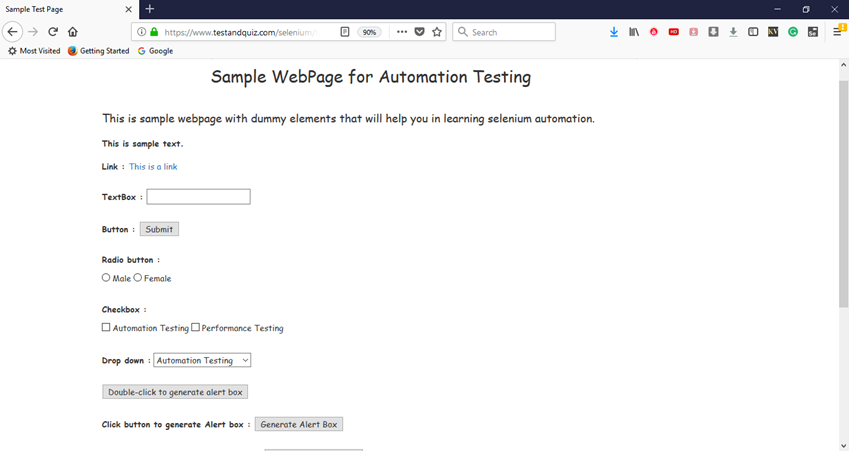 Sample Test Page
https://www.testandquiz.com/selenium/
90%
Search
Most Visited Getting Started Google
Sample WebPage for Automation Testing
This is sample webpage with dummy elements that will help you in learning selenium automation.
This is sample text.
Link : This is a link
TextBox :
Button : Submit
Radio button :
Male Female
Checkbox :
Automation Testing Performance Testing
Drop down : Automation Testing
Double-click to generate alert box
Click button to generate Alert box : Generate Alert Box